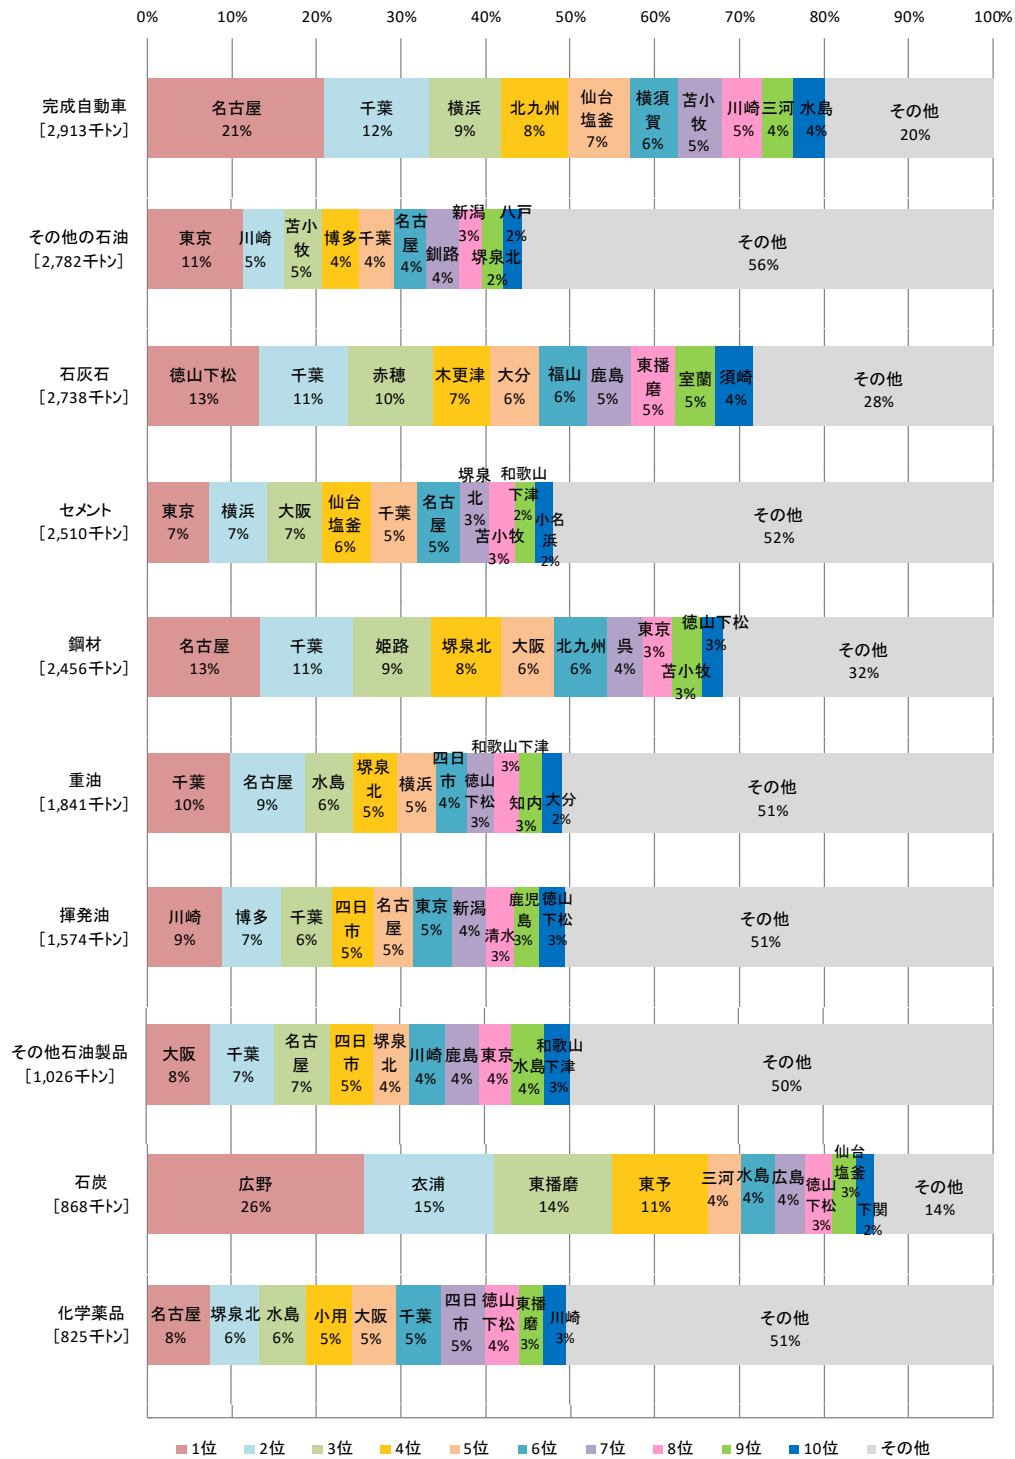 0% 10% 20% 30% 40% 50% 60% 70% 80% 90% 100%
完成自動車
[2,913千トン]
名古屋 21%
千葉 12%
横浜 9%
北九州 8%
仙台塩釜 7%
横須賀 6%
苫小牧 5%
川崎 5%
三河 4%
水島 4%
その他 20%
その他の石油
[2,782千トン]
東京 11%
川崎 5%
苫小牧 5%
博多 4%
千葉 4%
名古屋 4%
釧路 4%
新潟 3%
堺泉北 2%
八戸 2%
その他 56%
石灰石
[2,738千トン]
徳山下松 13%
千葉 11%
赤穂 10%
木更津 7%
大分 6%
福山 6%
鹿島 5%
東播磨 5%
室蘭 5%
須崎 4%
その他 28%
セメント
[2,510千トン]
東京 7%
横浜 7%
大阪 7%
仙台塩釜 6%
千葉 5%
名古屋 5%
堺泉北 3%
苫小牧 3%
和歌山下津 2%
小名浜 2%
その他 52%
鋼材
[2,456千トン]
名古屋 13%
千葉 11%
姫路 9%
堺泉北 8%
大阪 6%
北九州 6%
呉 4%
東京 3%
苫小牧 3%
徳山下松 3%
その他 32%
重油
[1,841千トン]
千葉 10%
名古屋 9%
水島 6%
堺泉北 5%
横浜 5%
四日市 4%
徳山下松 3%
和歌山下津 3%
知内 3%
大分 2%
その他 51%
揮発油
[1,574千トン]
川崎 9%
博多 7%
千葉 6%
四日市 5%
名古屋 5%
東京 5%
新潟 4%
清水 3%
鹿児島 3%
徳山下松 3%
その他 51%
その他石油製品
[1,026千トン]
大阪 8%
千葉 7%
名古屋 7%
四日市 5%
堺泉北 4%
川崎 4%
鹿島 4%
東京 4%
水島 4%
和歌山下津 3%
その他 50%
石炭
[868千トン]
広野 26%
衣浦 15%
東播磨 14%
東予 11%
三河 4%
水島 4%
広島 4%
徳山下松 3%
仙台塩釜 3%
下関 2%
その他 14%
化学薬品
[825千トン]
名古屋 8%
堺泉北 6%
水島 6%
小用 5%
大阪 5%
千葉 5%
四日市 5%
徳山下松 4%
東播磨 3%
川崎 3%
その他 51%
1位 2位 3位 4位 5位 6位 7位 8位 9位 10位 その他